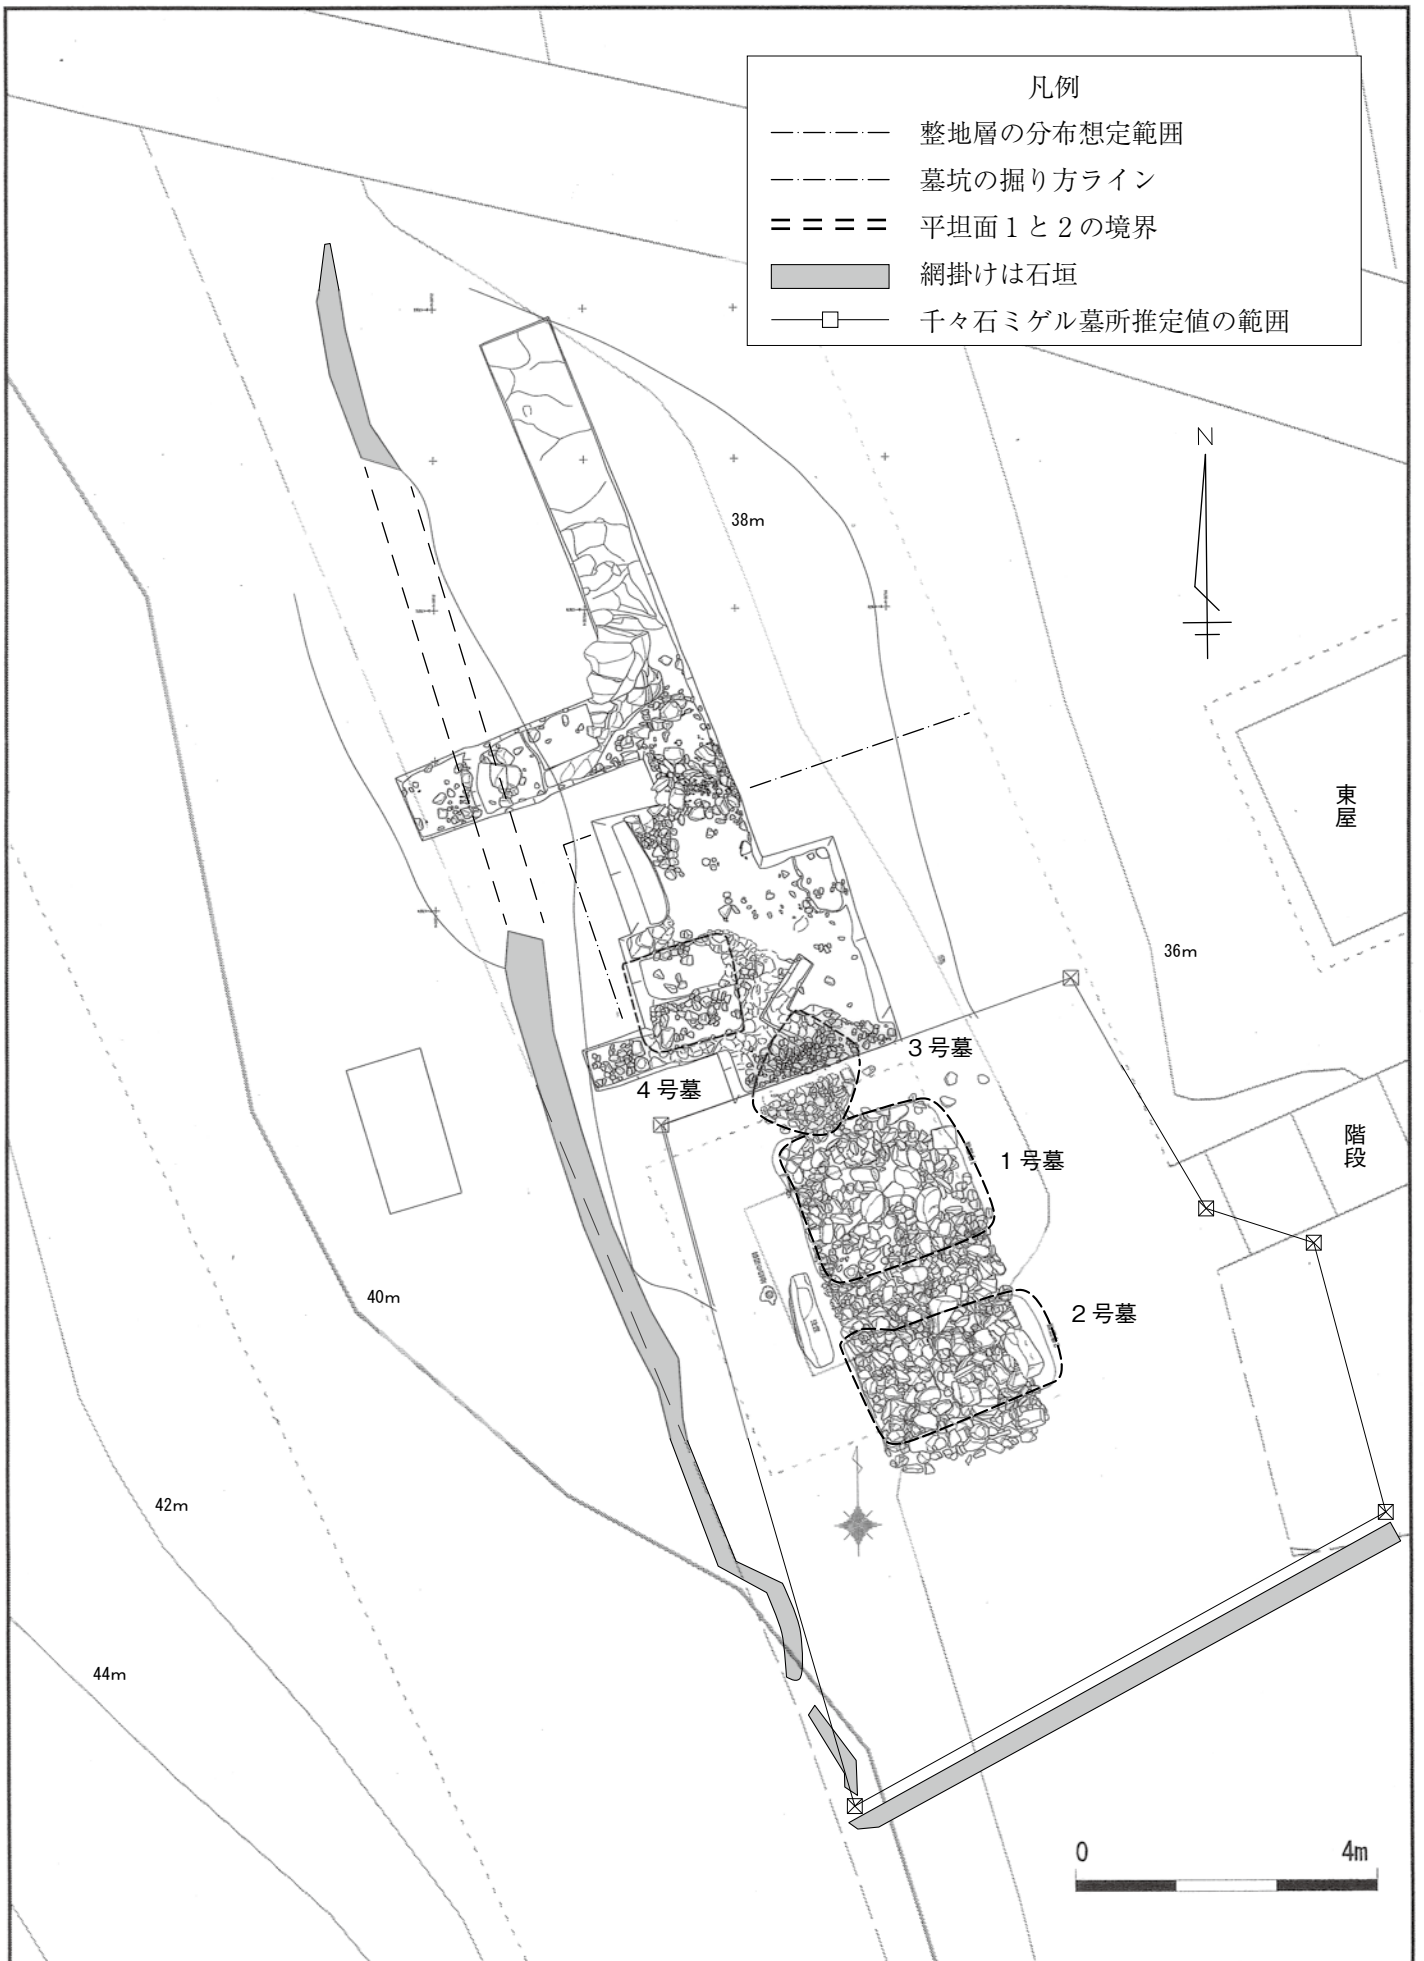 凡例
整地層の分布想定範囲
墓坑の掘り方ライン
平坦面１と２の境界
網掛けは石垣
千々石ミゲル墓所推定値の範囲
N
38m
東屋
36m
3号墓
4号墓
階段
1号墓
40m
2号墓
42m
44m
0 4m